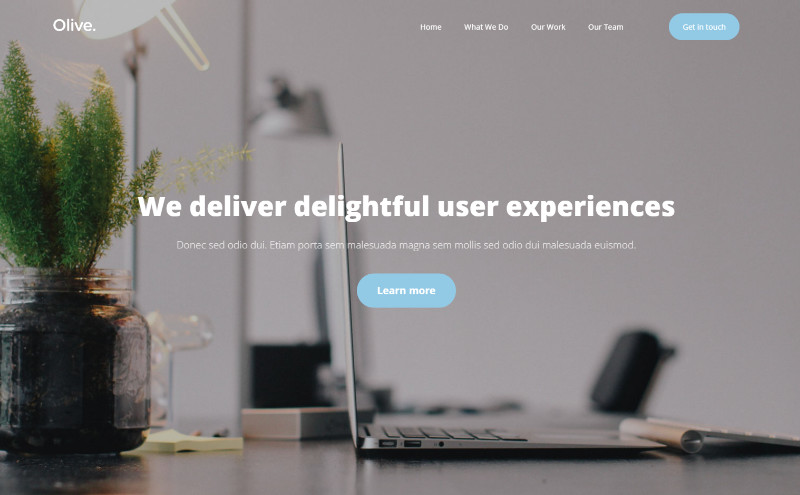 Olive.
Home
What We Do
Our Work
Our Team
Get in touch
We deliver delightful user experiences
Donec sed odio dui. Etiam porta sem malesuada magna sem mollis sed odio dui malesuada euismod.
Learn more